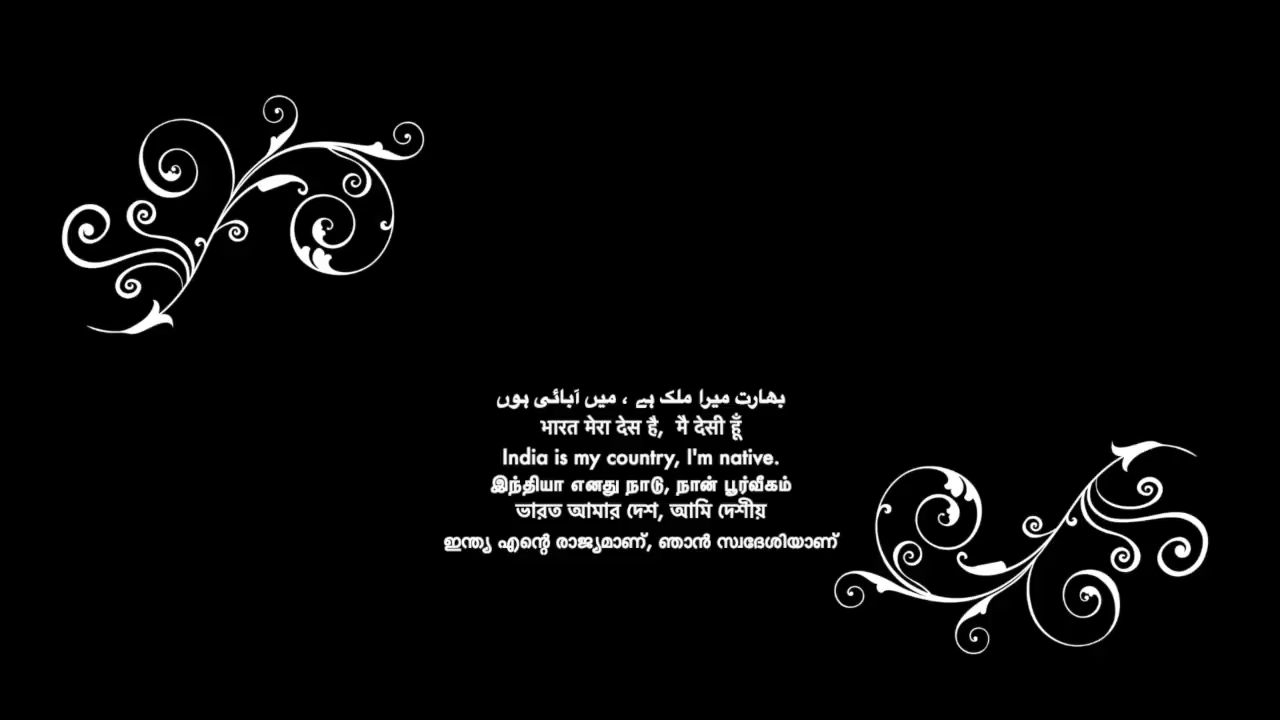 بھارت میرا ملک ہے ، میں آبائی ہوں
भारत मेरा देस है, मै देसी हूँ
India is my country, I'm native.
இந்தியா எனது நாடு, நான் பூர்வீகம்
ভারত আমার দেশ, আমি দেশীয়
ഇന്ത്യ എന്റെ രാജ്യമാണ്, ഞാൻ സ്വദേശിയാണ്